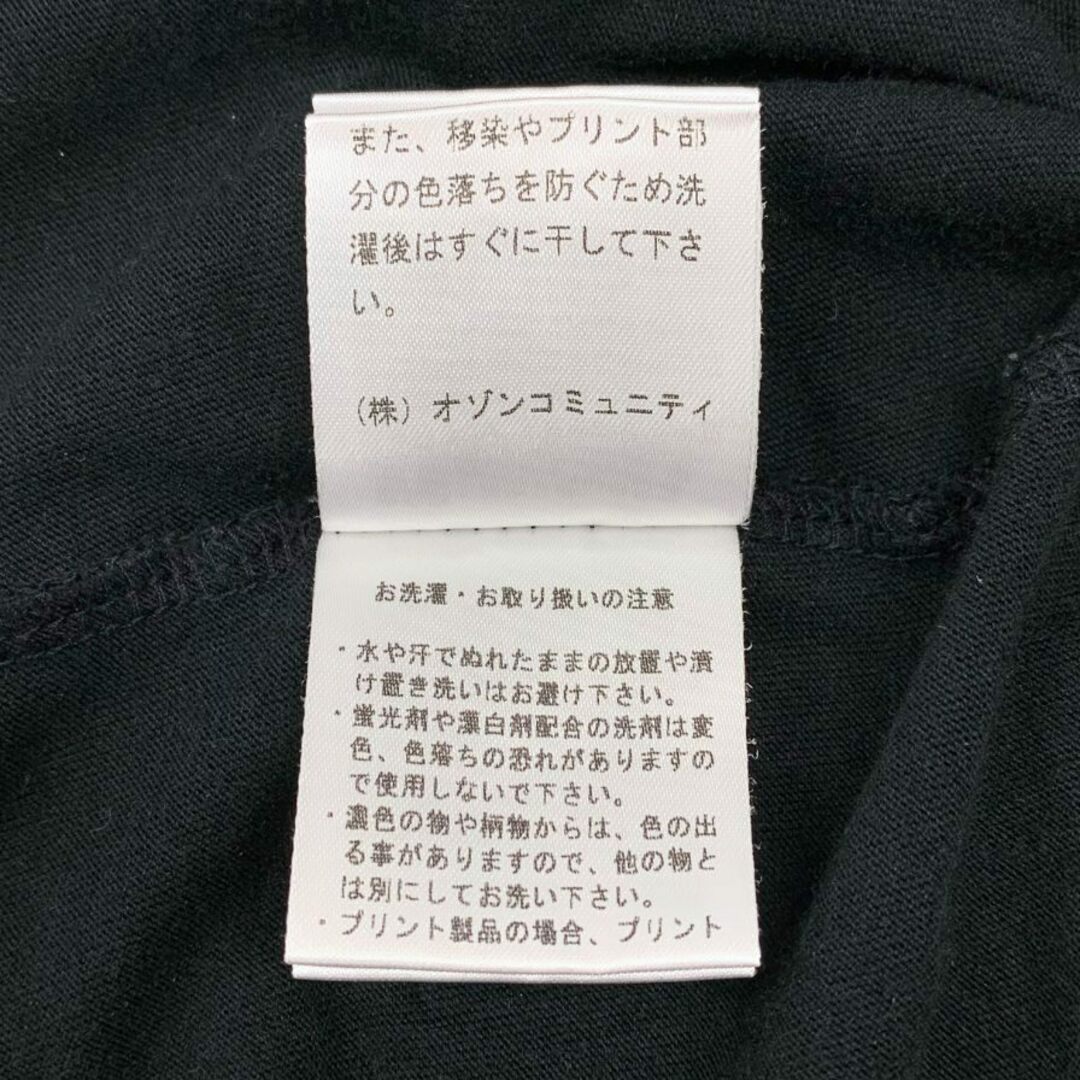 また、移染やプリント部
分の色落ちを防ぐため洗
濯後はすぐに干して下さ
い。
(株)オゾンコミュニティ
お洗濯・お取り扱いの注意
・水や汗でぬれたままの放置や漬
け置き洗いはお避け下さい。
・蛍光剤や漂白剤配合の洗剤は変
色、色落ちの恐れがありますの
で使用しないで下さい。
・濃色の物や柄物からは、色の出
る事がありますので、他の物と
は別にしてお洗い下さい。
・プリント製品の場合、プリント